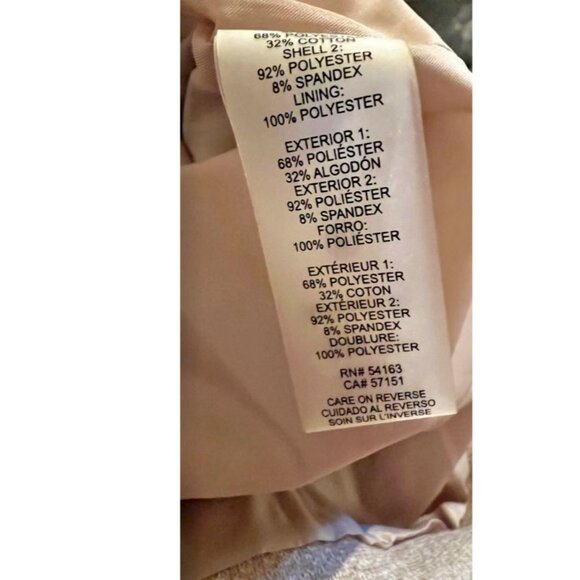 68% POLYESTER
32% COTTON
SHELL 2:
92% POLYESTER
8% SPANDEX
LINING:
100% POLYESTER
EXTERIOR 1:
68% POLIÉSTER
32% ALGODÓN
EXTERIOR 2:
92% POLIÉSTER
8% SPANDEX
FORRO:
100% POLIÉSTER
EXTÉRIEUR 1:
68% POLYESTER
32% COTON
EXTÉRIEUR 2:
92% POLYESTER
8% SPANDEX
DOUBLURE:
100% POLYESTER
RN# 54163
CA# 57151
CARE ON REVERSE
CUIDADO AL REVERSO
SOIN SUR L'INVERSE